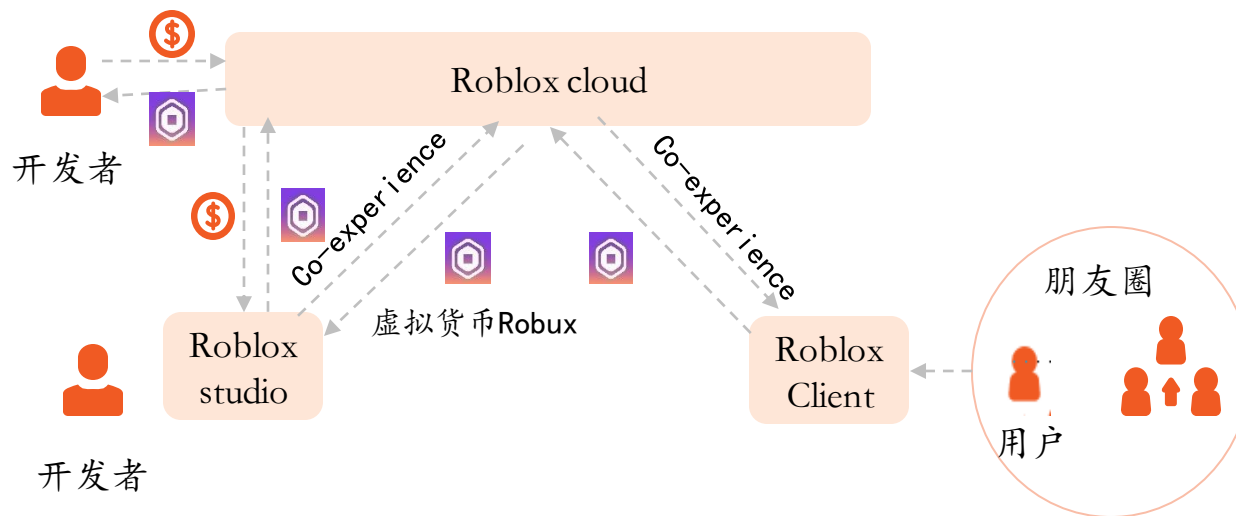 Roblox cloud
开发者
Co-experience
Co-experience
朋友圈
虚拟货币Robux
Roblox
studio
Roblox
Client
用户
开发者